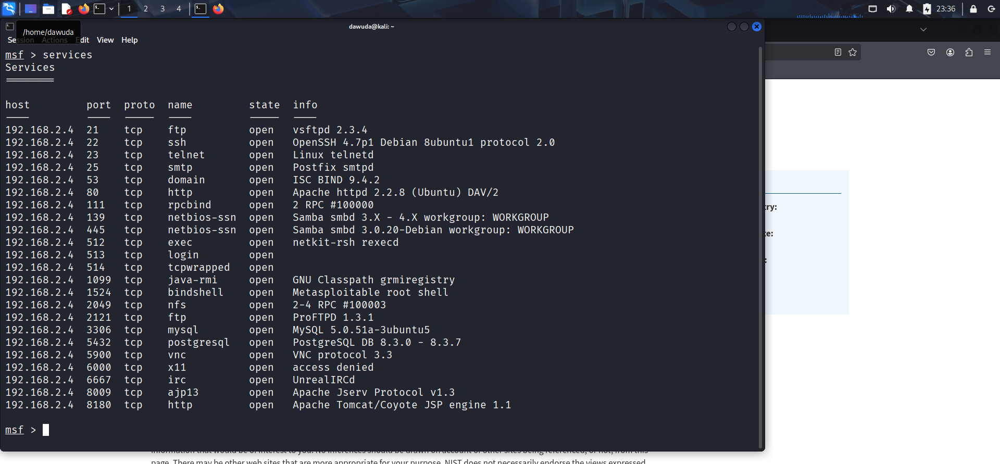 1 2 3 4 23:36
dawuda@kali: ~
/home/dawuda
Session Actions Edit View Help
msf > services
Services
========
host port proto name state info
---- ---- ----- ---- ----- ----
192.168.2.4 21 tcp ftp open vsftpd 2.3.4
192.168.2.4 22 tcp ssh open OpenSSH 4.7p1 Debian 8ubuntu1 protocol 2.0
192.168.2.4 23 tcp telnet open Linux telnetd
192.168.2.4 25 tcp smtp open Postfix smtpd
192.168.2.4 53 tcp domain open ISC BIND 9.4.2
192.168.2.4 80 tcp http open Apache httpd 2.2.8 (Ubuntu) DAV/2
192.168.2.4 111 tcp rpcbind open 2 RPC #100000
192.168.2.4 139 tcp netbios-ssn open Samba smbd 3.X - 4.X workgroup: WORKGROUP
192.168.2.4 445 tcp netbios-ssn open Samba smbd 3.0.20-Debian workgroup: WORKGROUP
192.168.2.4 512 tcp exec open netkit-rsh rexecd
192.168.2.4 513 tcp login open
192.168.2.4 514 tcp tcpwrapped open
192.168.2.4 1099 tcp java-rmi open GNU Classpath grmiregistry
192.168.2.4 1524 tcp bindshell open Metasploitable root shell
192.168.2.4 2049 tcp nfs open 2-4 RPC #100003
192.168.2.4 2121 tcp ftp open ProFTPD 1.3.1
192.168.2.4 3306 tcp mysql open MySQL 5.0.51a-3ubuntu5
192.168.2.4 5432 tcp postgresql open PostgreSQL DB 8.3.0 - 8.3.7
192.168.2.4 5900 tcp vnc open VNC protocol 3.3
192.168.2.4 6000 tcp x11 open access denied
192.168.2.4 6667 tcp irc open UnrealIRCd
192.168.2.4 8009 tcp ajp13 open Apache Jserv Protocol v1.3
192.168.2.4 8180 tcp http open Apache Tomcat/Coyote JSP engine 1.1
msf >
try:
te:
:
information that would be of interest to you. No inferences should be drawn on account of other sites being referenced, or not, from this
page. There may be other web sites that are more appropriate for your purpose. NIST does not necessarily endorse the views expressed,